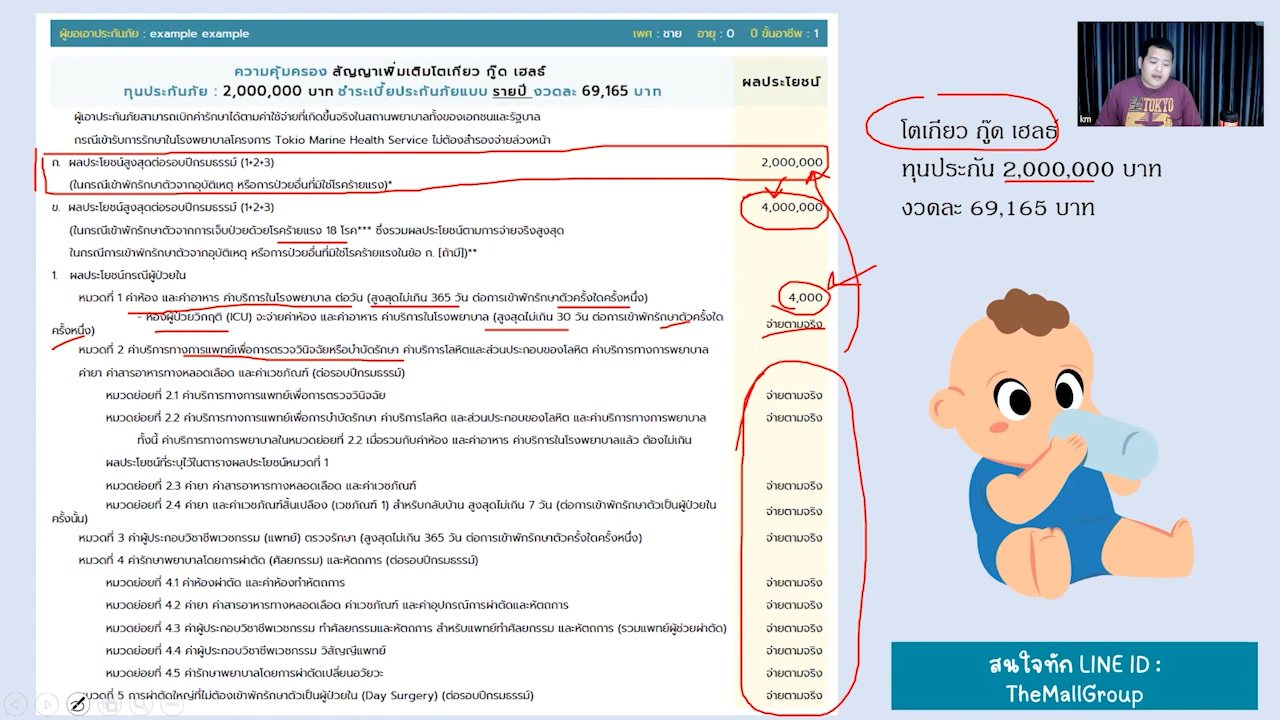 ผู้ขอเอาประกันภัย : example example เพศ : ชาย อายุ : 0 ปี ขั้นอาชีพ : 1
ความคุ้มครอง สัญญาเพิ่มเติมโตเกียว กู๊ด เฮลธ์
ทุนประกันภัย : 2,000,000 บาท ชำระเบี้ยประกันภัยแบบ รายปี งวดละ 69,165 บาท
ผลประโยชน์
ผู้เอาประกันภัยสามารถเบิกค่ารักษาได้ตามค่าใช้จ่ายที่เกิดขึ้นจริงในสถานพยาบาลทั้งของเอกชนและรัฐบาล
กรณีเข้ารับการรักษาในโรงพยาบาลโครงการ Tokio Marine Health Service ไม่ต้องสำรองจ่ายล่วงหน้า
ก. ผลประโยชน์สูงสุดต่อรอบปีกรมธรรม์ (1+2+3) 2,000,000
(ในกรณีเข้าพักรักษาตัวจากอุบัติเหตุ หรือการป่วยอื่นที่มิใช่โรคร้ายแรง)*
ข. ผลประโยชน์สูงสุดต่อรอบปีกรมธรรม์ (1+2+3) 4,000,000
(ในกรณีเข้าพักรักษาตัวจากการเจ็บป่วยด้วยโรคร้ายแรง 18 โรค*** ซึ่งรวมผลประโยชน์ตามการจ่ายจริงสูงสุด
ในกรณีการเข้าพักรักษาตัวจากอุบัติเหตุ หรือการป่วยอื่นที่มิใช่โรคร้ายแรงในข้อ ก. [ถ้ามี])**
1. ผลประโยชน์กรณีผู้ป่วยใน
หมวดที่ 1 ค่าห้อง และค่าอาหาร ค่าบริการในโรงพยาบาล ต่อวัน (สูงสุดไม่เกิน 365 วัน ต่อการเข้าพักรักษาตัวครั้งใดครั้งหนึ่ง) 4,000
- ห้องผู้ป่วยวิกฤติ (ICU) จะจ่ายค่าห้อง และค่าอาหาร ค่าบริการในโรงพยาบาล (สูงสุดไม่เกิน 30 วัน ต่อการเข้าพักรักษาตัวครั้งใด
ครั้งหนึ่ง) จ่ายตามจริง
หมวดที่ 2 ค่าบริการทางการแพทย์เพื่อการตรวจวินิจฉัยหรือบำบัดรักษา ค่าบริการโลหิตและส่วนประกอบของโลหิต ค่าบริการทางการพยาบาล
ค่ายา ค่าสารอาหารทางหลอดเลือด และค่าเวชภัณฑ์ (ต่อรอบปีกรมธรรม์)
หมวดย่อยที่ 2.1 ค่าบริการทางการแพทย์เพื่อการตรวจวินิจฉัย จ่ายตามจริง
หมวดย่อยที่ 2.2 ค่าบริการทางการแพทย์เพื่อการบำบัดรักษา ค่าบริการโลหิต และส่วนประกอบของโลหิต และค่าบริการทางการพยาบาล จ่ายตามจริง
ทั้งนี้ ค่าบริการทางการพยาบาลในหมวดย่อยที่ 2.2 เมื่อรวมกับค่าห้อง และค่าอาหาร ค่าบริการในโรงพยาบาลแล้ว ต้องไม่เกิน
ผลประโยชน์ที่ระบุไว้ในตารางผลประโยชน์หมวดที่ 1
หมวดย่อยที่ 2.3 ค่ายา ค่าสารอาหารทางหลอดเลือด และค่าเวชภัณฑ์ จ่ายตามจริง
หมวดย่อยที่ 2.4 ค่ายา และค่าเวชภัณฑ์สิ้นเปลือง (เวชภัณฑ์ 1) สำหรับกลับบ้าน สูงสุดไม่เกิน 7 วัน (ต่อการเข้าพักรักษาตัวเป็นผู้ป่วยใน
ครั้งนั้น) จ่ายตามจริง
หมวดที่ 3 ค่าผู้ประกอบวิชาชีพเวชกรรม (แพทย์) ตรวจรักษา (สูงสุดไม่เกิน 365 วัน ต่อการเข้าพักรักษาตัวครั้งใดครั้งหนึ่ง) จ่ายตามจริง
หมวดที่ 4 ค่ารักษาพยาบาลโดยการผ่าตัด (ศัลยกรรม) และหัตถการ (ต่อรอบปีกรมธรรม์)
หมวดย่อยที่ 4.1 ค่าห้องผ่าตัด และค่าห้องทำหัตถการ จ่ายตามจริง
หมวดย่อยที่ 4.2 ค่ายา ค่าสารอาหารทางหลอดเลือด ค่าเวชภัณฑ์ และค่าอุปกรณ์การผ่าตัดและหัตถการ จ่ายตามจริง
หมวดย่อยที่ 4.3 ค่าผู้ประกอบวิชาชีพเวชกรรม ทำศัลยกรรมและหัตถการ สำหรับแพทย์ทำศัลยกรรม และหัตถการ (รวมแพทย์ผู้ช่วยผ่าตัด) จ่ายตามจริง
หมวดย่อยที่ 4.4 ค่าผู้ประกอบวิชาชีพเวชกรรม วิสัญญีแพทย์ จ่ายตามจริง
หมวดย่อยที่ 4.5 ค่ารักษาพยาบาลโดยการผ่าตัดเปลี่ยนอวัยวะ จ่ายตามจริง
หมวดที่ 5 การผ่าตัดใหญ่ที่ไม่ต้องเข้าพักรักษาตัวเป็นผู้ป่วยใน (Day Surgery) (ต่อรอบปีกรมธรรม์) จ่ายตามจริง
TOKYO
km
โตเกียว กู๊ด เฮลธ์
ทุนประกัน 2,000,000 บาท
งวดละ 69,165 บาท
สนใจทัก LINE ID :
TheMallGroup